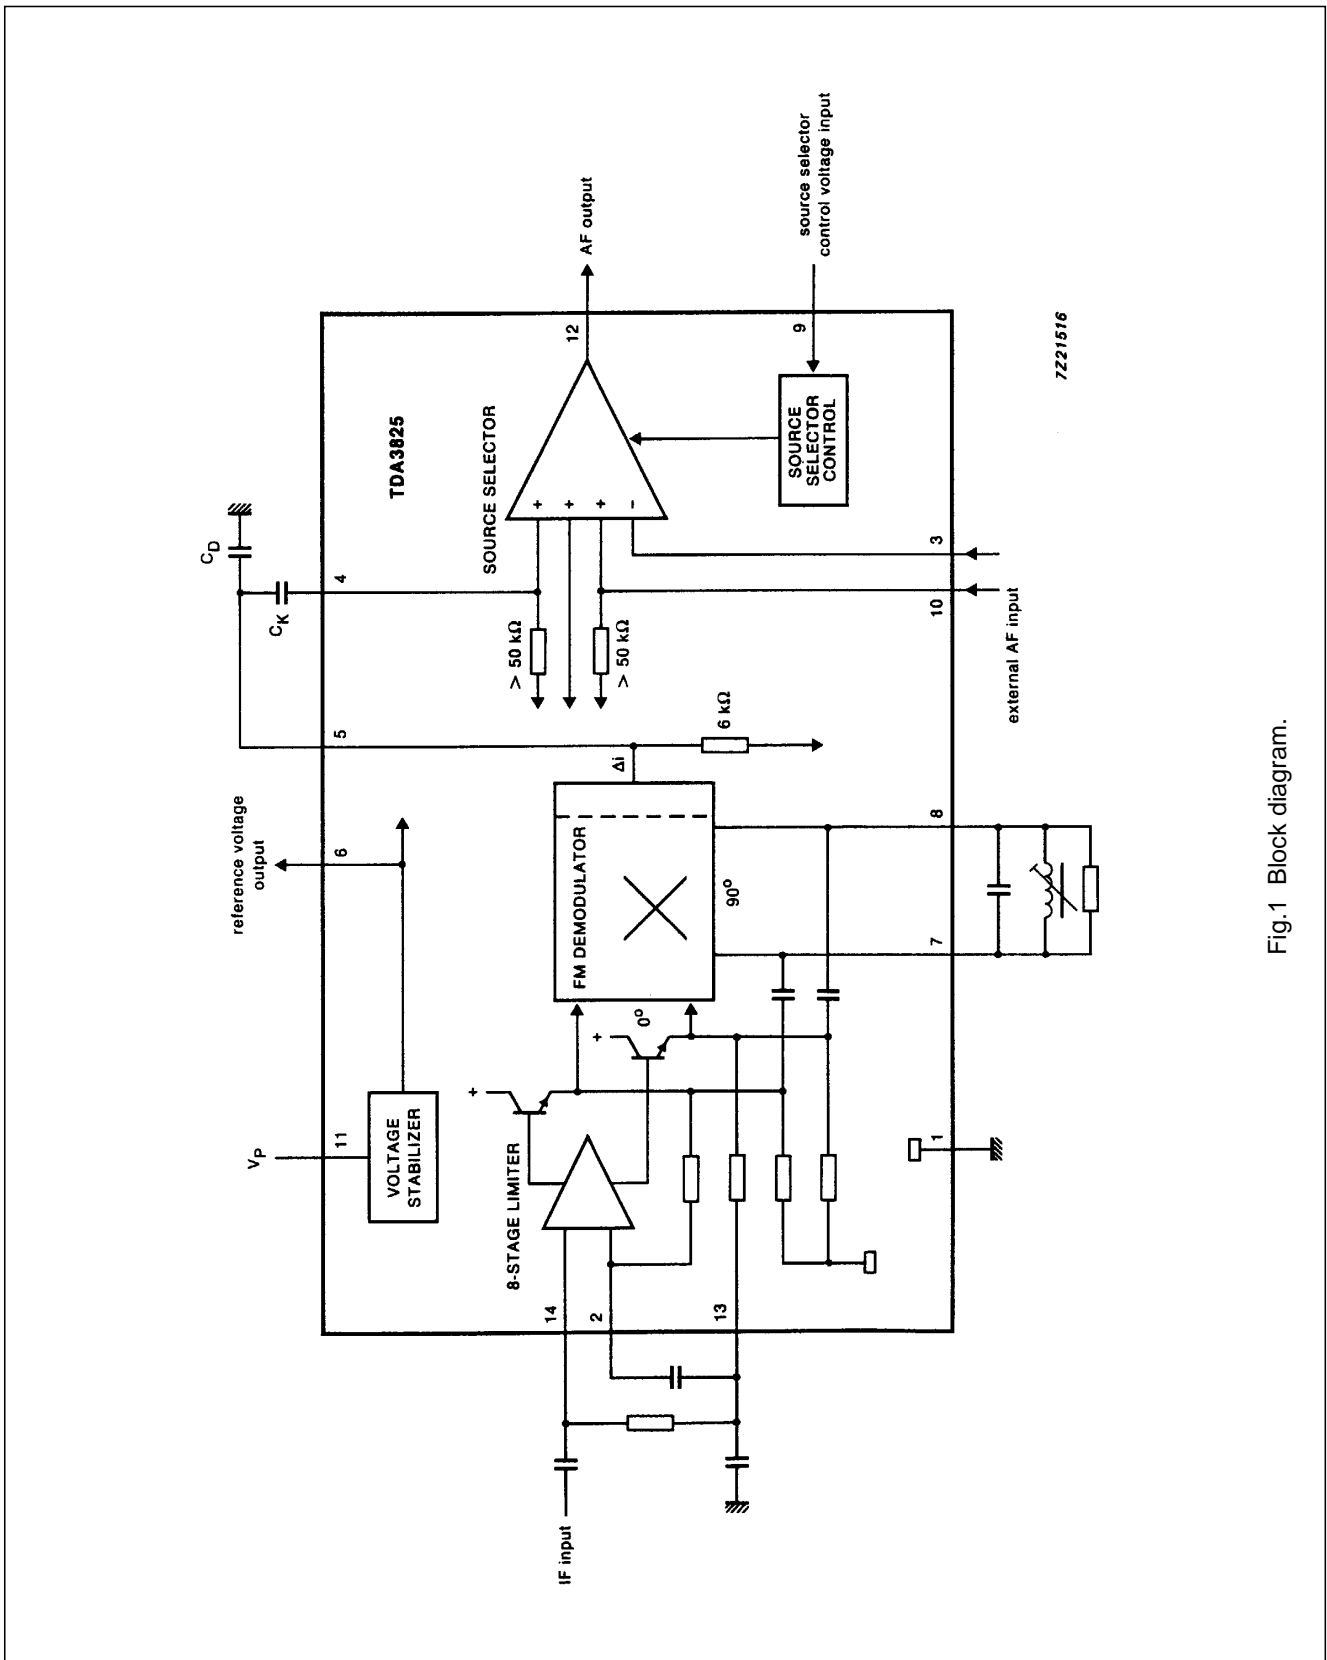 reference voltage
output
6
5
C_K
C_D
4
V_P
11
VOLTAGE
STABILIZER
TDA3825
SOURCE SELECTOR
12
AF output
+
+
+
−
> 50 kΩ
> 50 kΩ
8-STAGE LIMITER
+
+
0°
FM DEMODULATOR
90°
Δi
6 kΩ
SOURCE
SELECTOR
CONTROL
9
source selector
control voltage input
IF input
14
2
13
1
7
8
10
3
external AF input
7Z21516
Fig.1 Block diagram.